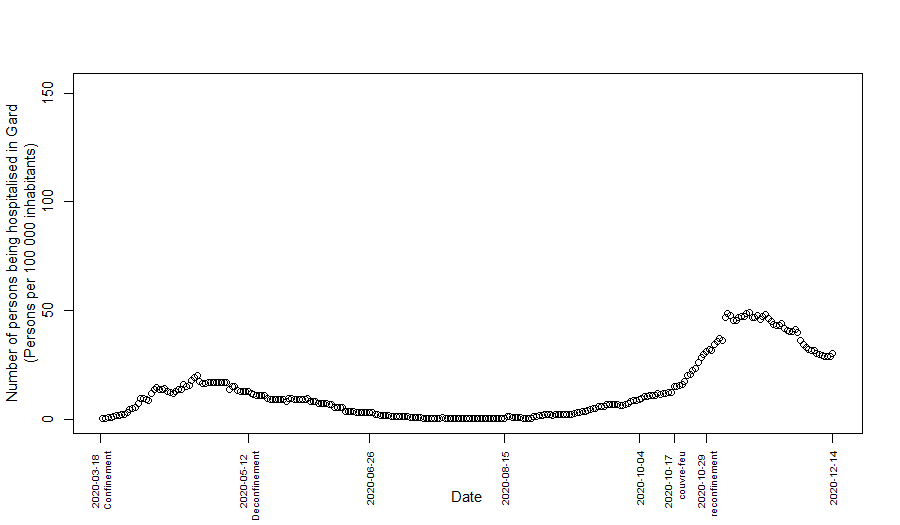 Number of persons being hospitalised in Gard
(Persons per 100 000 inhabitants)
150
100
50
0
2020-03-18
Confinement
2020-05-12
Deconfinement
2020-06-26
2020-08-15
2020-10-04
2020-10-17
couvre-feu
2020-10-29
reconfinement
2020-12-14
Date